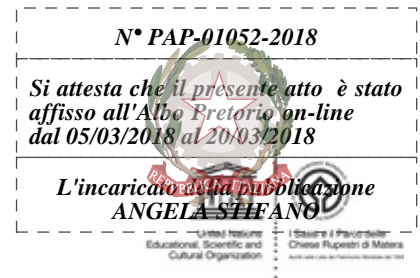 N° PAP-01052-2018
Si attesta che il presente atto è stato
affisso all'Albo Pretorio on-line
dal 05/03/2018 al 20/03/2018
L'incaricato della pubblicazione
ANGELA STIFANO
REPVBBLICA ITALIANA
United Nations
Educational, Scientific and
Cultural Organization
I Sassi e il Parco delle
Chiese Rupestri di Matera